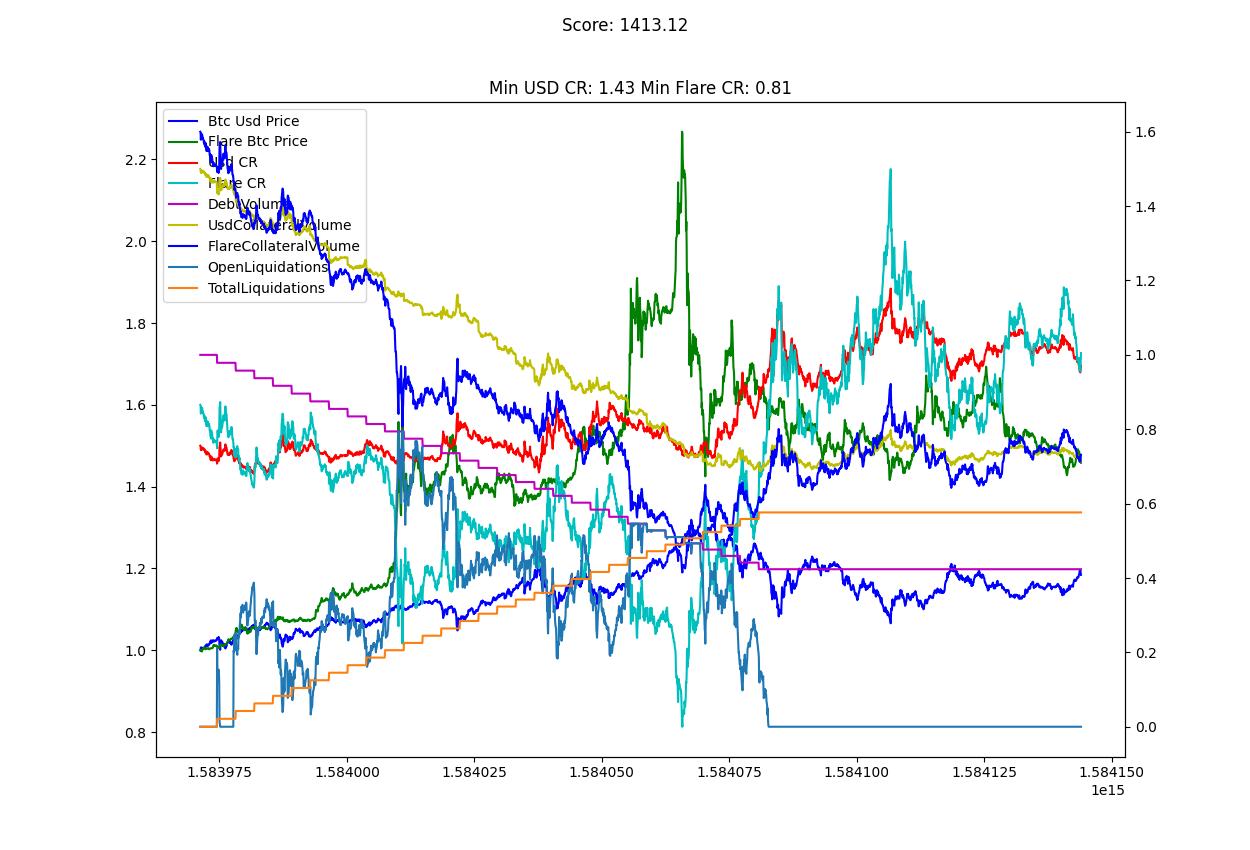 Score: 1413.12
Min USD CR: 1.43 Min Flare CR: 0.81
Btc Usd Price
Flare Btc Price
Usd CR
Flare CR
DebtVolume
UsdCollateralVolume
FlareCollateralVolume
OpenLiquidations
TotalLiquidations
2.2
2.0
1.8
1.6
1.4
1.2
1.0
0.8
1.6
1.4
1.2
1.0
0.8
0.6
0.4
0.2
0.0
1.583975 1.584000 1.584025 1.584050 1.584075 1.584100 1.584125 1.584150
1e15